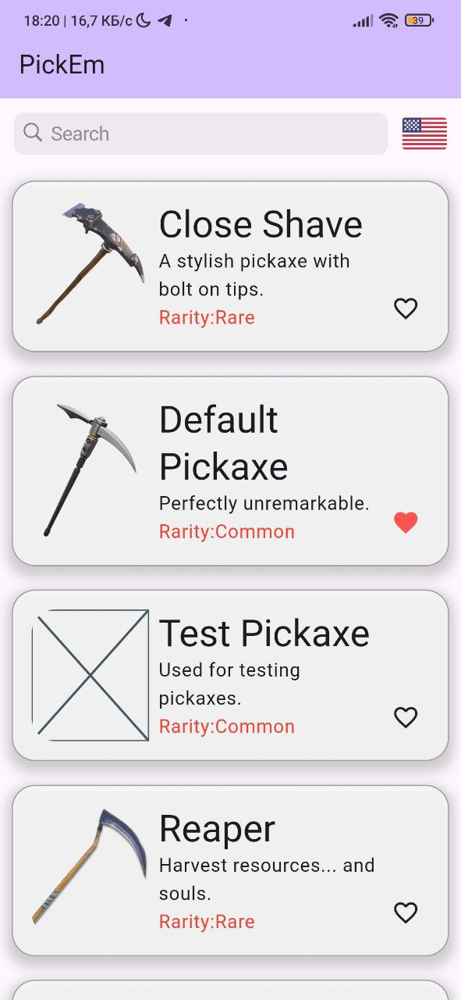 18:20 | 16,7 КБ/с
39
PickEm
Search
Close Shave
A stylish pickaxe with
bolt on tips.
Rarity:Rare
Default
Pickaxe
Perfectly unremarkable.
Rarity:Common
Test Pickaxe
Used for testing
pickaxes.
Rarity:Common
Reaper
Harvest resources... and
souls.
Rarity:Rare